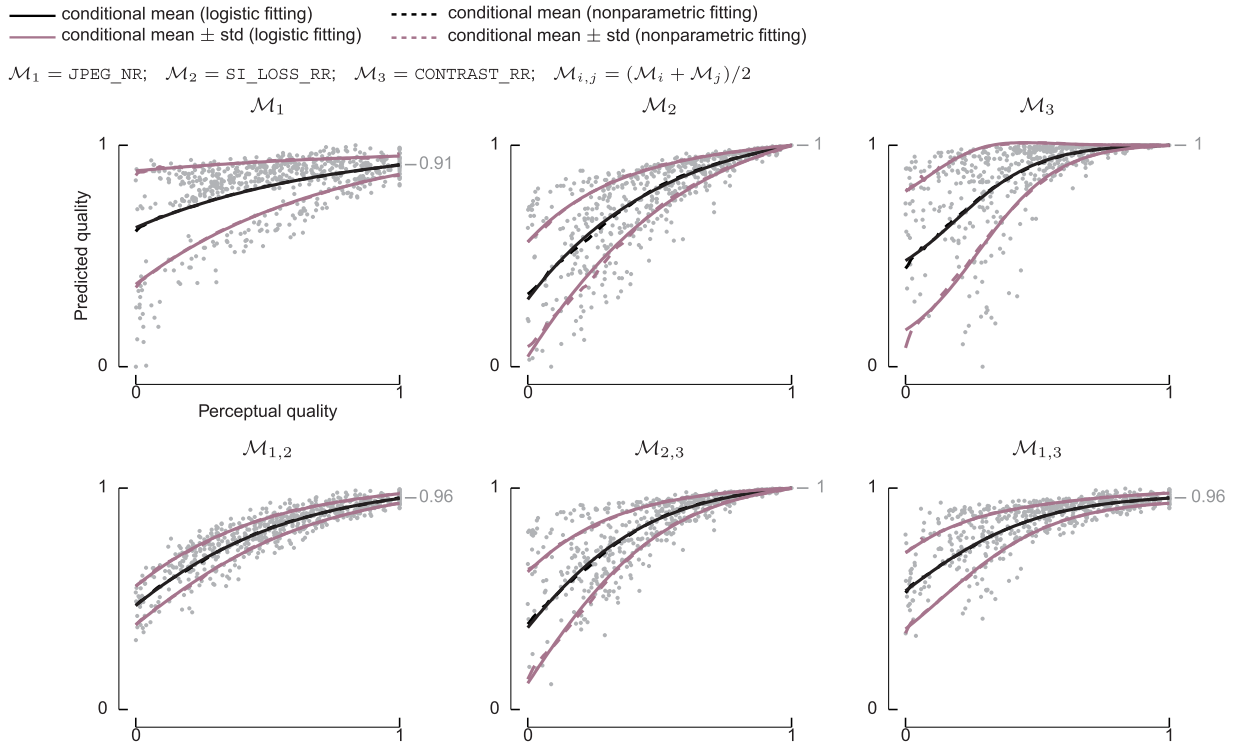 conditional mean (logistic fitting)
conditional mean (nonparametric fitting)
conditional mean ± std (logistic fitting)
conditional mean ± std (nonparametric fitting)
ℳ₁ = JPEG_NR; ℳ₂ = SI_LOSS_RR; ℳ₃ = CONTRAST_RR; ℳᵢ,ⱼ = (ℳᵢ + ℳⱼ)/2
ℳ₁
ℳ₂
ℳ₃
1
0.91
0
0
1
Predicted quality
Perceptual quality
1
1
0
0
1
1
1
0
0
1
ℳ₁,₂
ℳ₂,₃
ℳ₁,₃
1
0.96
0
0
1
1
1
0
0
1
1
0.96
0
0
1